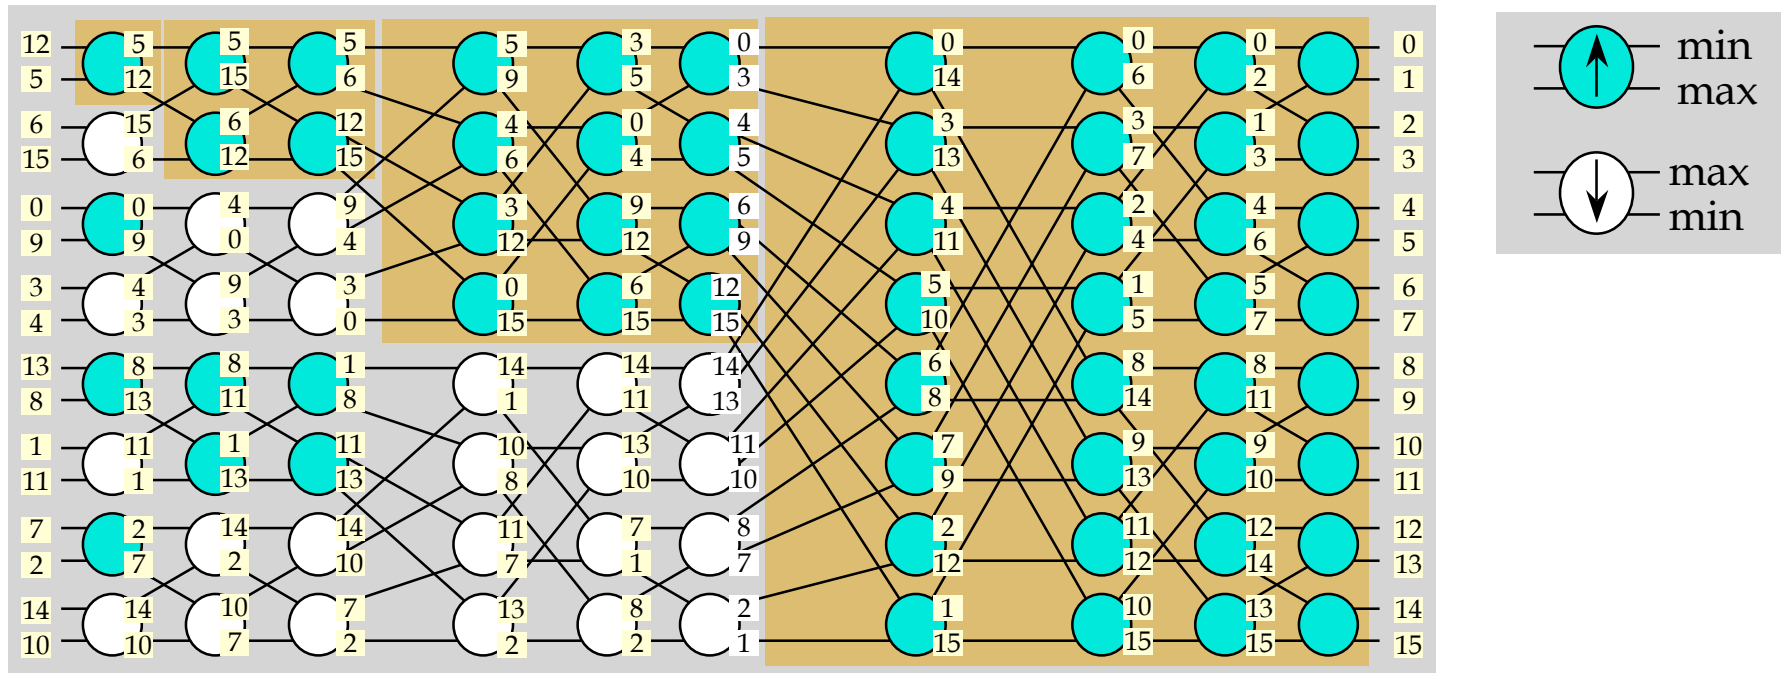 12 5 5 5 5 3 0 0 0 0 0
5 12 15 6 9 5 3 14 6 2 1
6 15 6 12 4 0 4 3 3 1 2
15 6 12 15 6 4 5 13 7 3 3
0 0 4 9 3 9 6 4 2 4 4
9 9 0 4 12 12 9 11 4 6 5
3 4 9 3 0 6 12 5 1 5 6
4 3 3 0 15 15 15 10 5 7 7
13 8 8 1 14 14 14 6 8 8 8
8 13 11 8 1 11 13 8 14 11 9
1 11 1 11 10 13 11 7 9 9 10
11 1 13 13 8 10 10 9 13 10 11
7 2 14 14 11 7 8 2 11 12 12
2 7 2 10 7 1 7 12 12 14 13
14 14 10 7 13 8 2 1 10 13 14
10 10 7 2 2 2 1 15 15 15 15
min
max
max
min